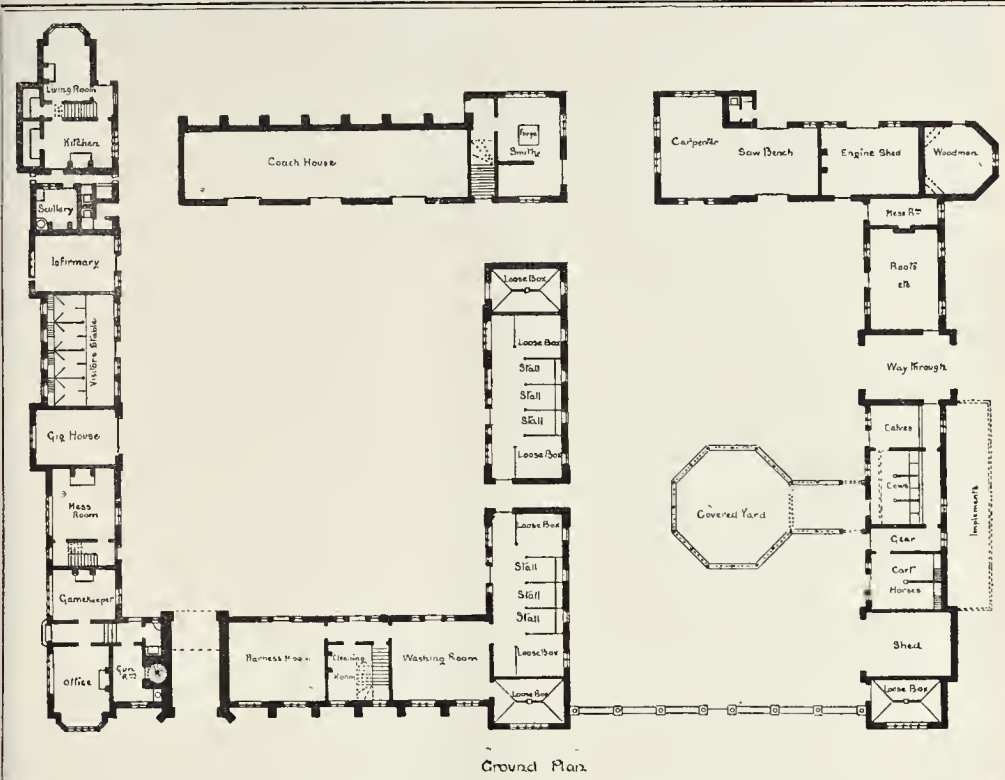 Living Room
Kitchen
Scullery
Infirmary
Visitors Stable
Gig House
Mess
Room
Gamekeeper
Office
Gun
Rm
Coach House
Forge
Smithy
Loose Box
Loose Box
Stall
Stall
Stall
Loose Box
Loose Box
Stall
Stall
Stall
Loose Box
Loose Box
Harness Room
Cleaning
Room
Washing Room
Carpenter
Saw Bench
Engine Shed
Woodman
Mess Rm
Roots
etc
Way through
Calves
Cows
Implements
Covered Yard
Gear
Cart
Horses
Shed
Loose Box
Ground Plan